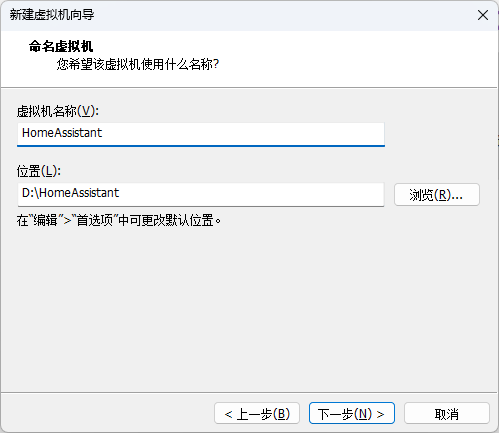 新建虚拟机向导
命名虚拟机
您希望该虚拟机使用什么名称?
虚拟机名称(V):
HomeAssistant
位置(L):
D:\HomeAssistant
浏览(R)...
在“编辑”>“首选项”中可更改默认位置。
< 上一步(B)
下一步(N) >
取消